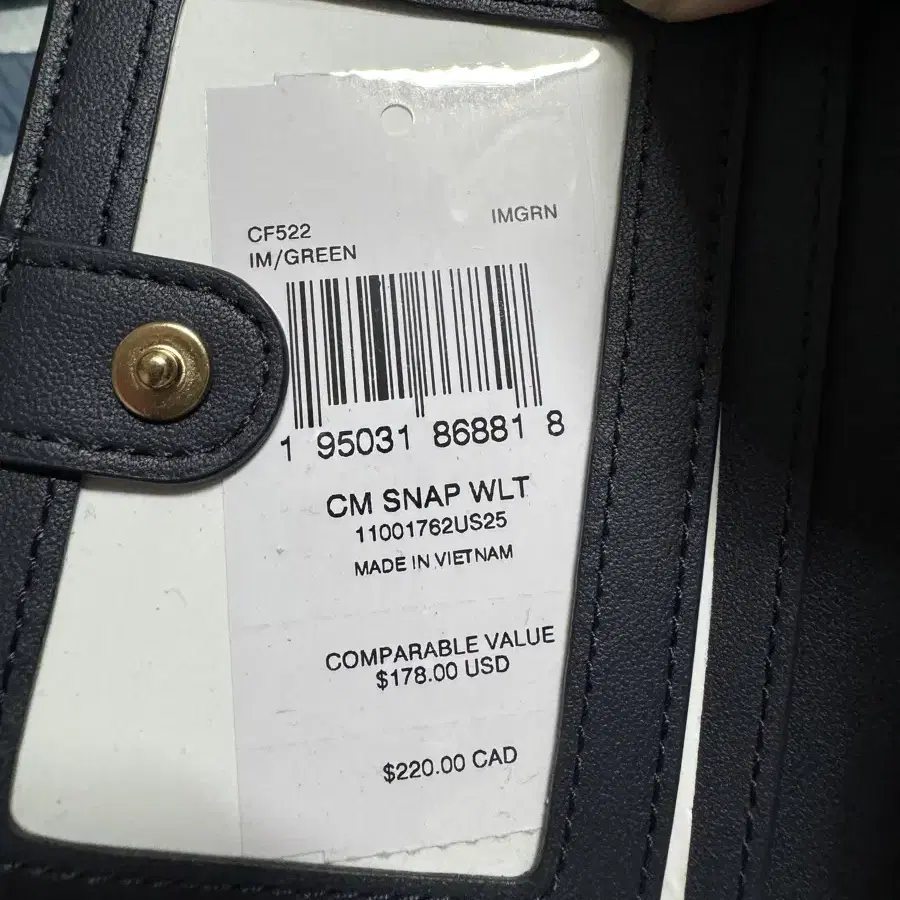 CF522 IMGRN
IM/GREEN
1 95031 86881 8
CM SNAP WLT
11001762US25
MADE IN VIETNAM
COMPARABLE VALUE
$178.00 USD
$220.00 CAD